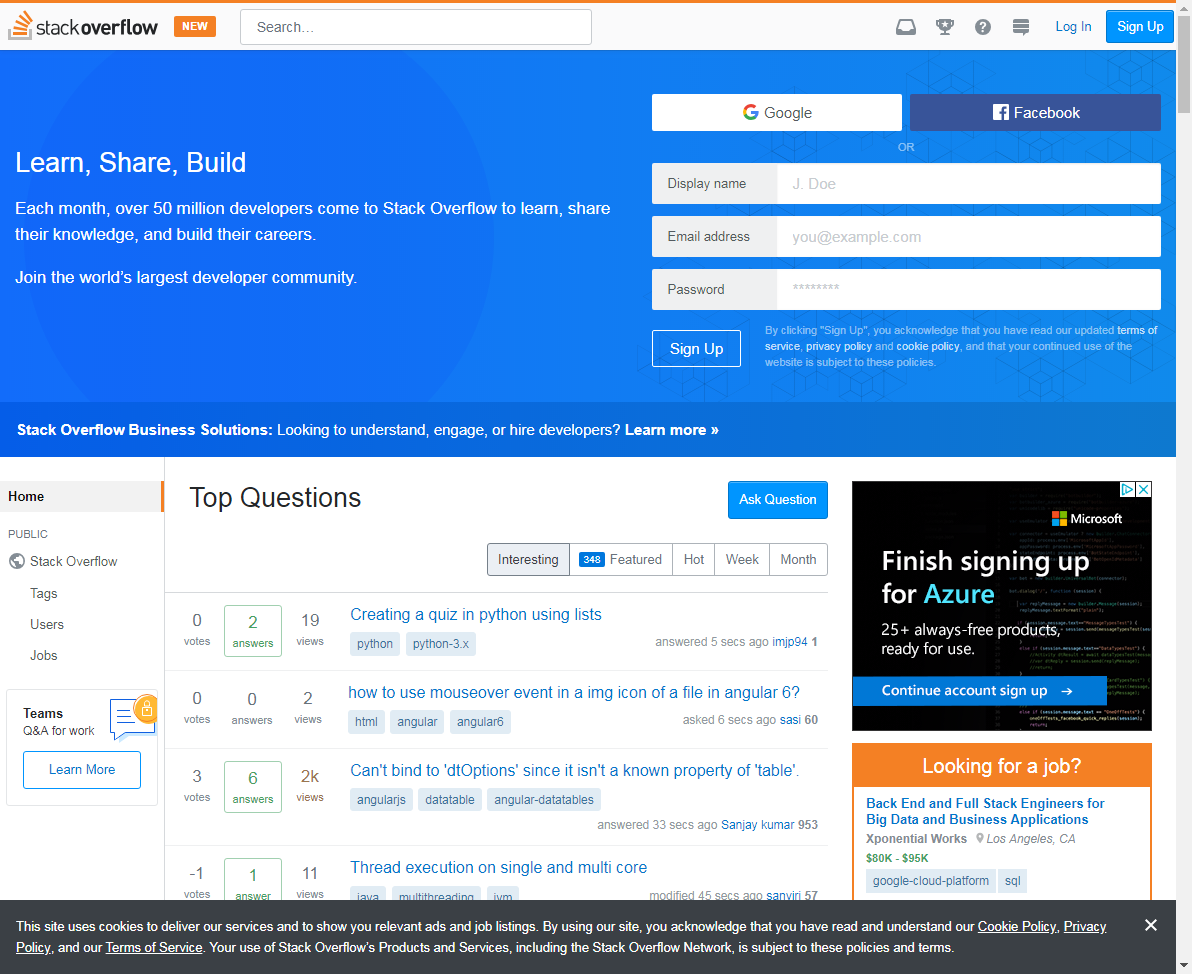 stackoverflow NEW Search... Log In Sign Up
Google Facebook
OR
Learn, Share, Build
Each month, over 50 million developers come to Stack Overflow to learn, share
their knowledge, and build their careers.
Join the world's largest developer community.
Display name J. Doe
Email address you@example.com
Password ********
Sign Up
By clicking "Sign Up", you acknowledge that you have read our updated terms of
service, privacy policy and cookie policy, and that your continued use of the
website is subject to these policies.
Stack Overflow Business Solutions: Looking to understand, engage, or hire developers? Learn more »
Home
PUBLIC
Stack Overflow
Tags
Users
Jobs
Teams
Q&A for work
Learn More
Top Questions
Ask Question
Interesting 348 Featured Hot Week Month
0 votes 2 answers 19 views
Creating a quiz in python using lists
python python-3.x
answered 5 secs ago imjp94 1
0 votes 0 answers 2 views
how to use mouseover event in a img icon of a file in angular 6?
html angular angular6
asked 6 secs ago sasi 60
3 votes 6 answers 2k views
Can't bind to 'dtOptions' since it isn't a known property of 'table'.
angularjs datatable angular-datatables
answered 33 secs ago Sanjay kumar 953
-1 votes 1 answer 11 views
Thread execution on single and multi core
java multithreading jvm
modified 45 secs ago sanyiri 57
Microsoft
Finish signing up
for Azure
25+ always-free products,
ready for use.
Continue account sign up →
Looking for a job?
Back End and Full Stack Engineers for
Big Data and Business Applications
Xponential Works Los Angeles, CA
$80K - $95K
google-cloud-platform sql
This site uses cookies to deliver our services and to show you relevant ads and job listings. By using our site, you acknowledge that you have read and understand our Cookie Policy, Privacy
Policy, and our Terms of Service. Your use of Stack Overflow's Products and Services, including the Stack Overflow Network, is subject to these policies and terms.